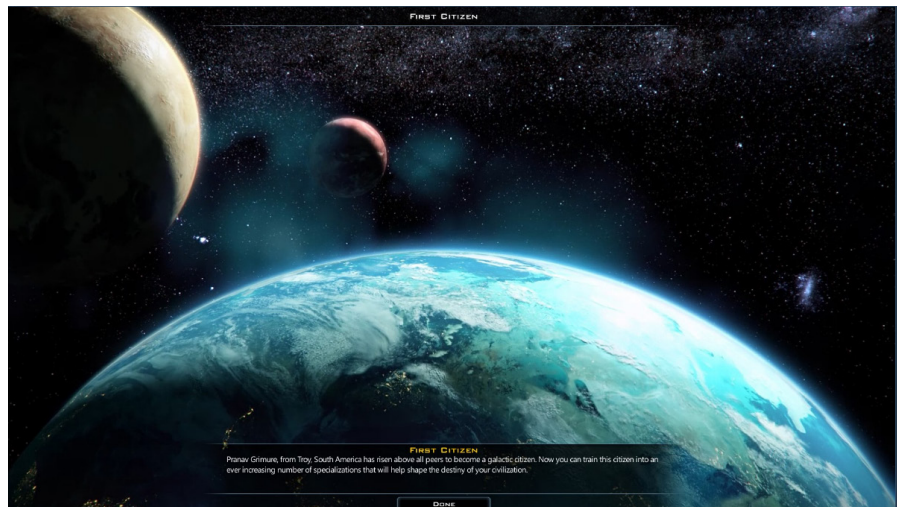 First Citizen
First Citizen
Pranav Grimure, from Troy, South America has risen above all peers to become a galactic citizen. Now you can train this citizen into an
ever increasing number of specializations that will help shape the destiny of your civilization.
Done